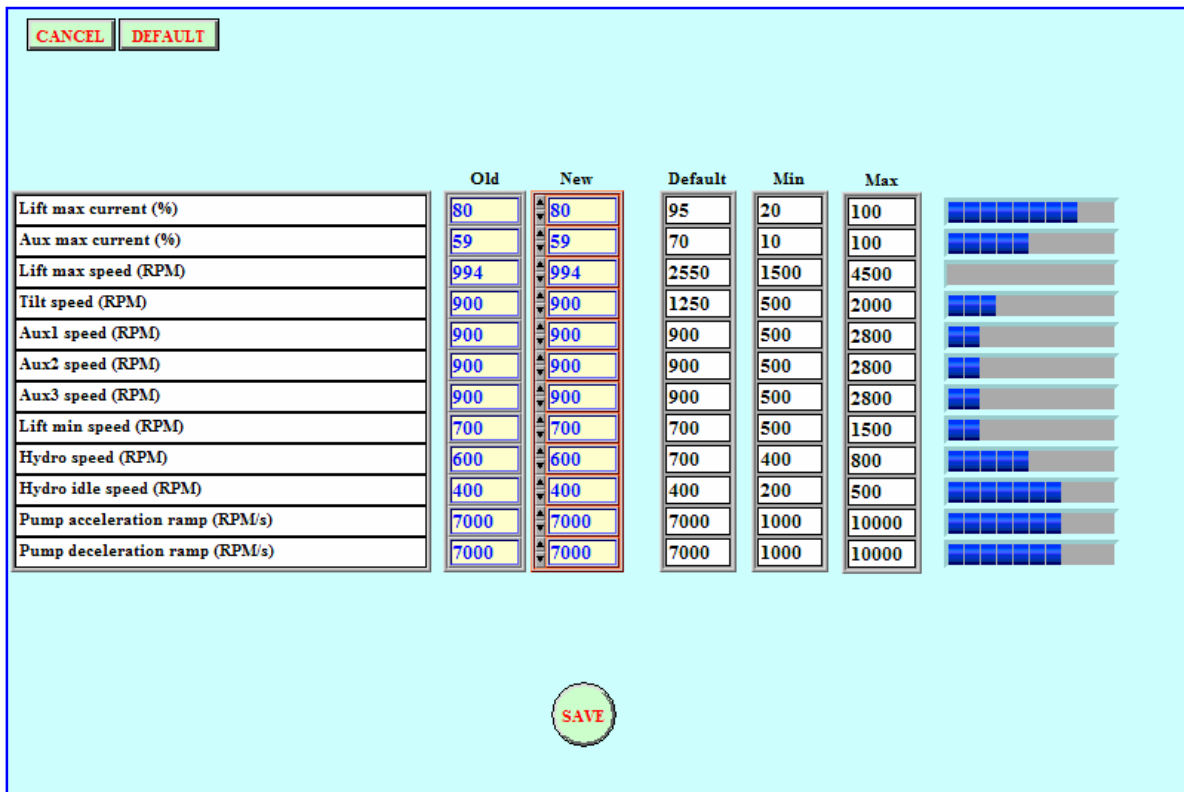 CANCEL DEFAULT
Old New Default Min Max
Lift max current (%) 80 80 95 20 100
Aux max current (%) 59 59 70 10 100
Lift max speed (RPM) 994 994 2550 1500 4500
Tilt speed (RPM) 900 900 1250 500 2000
Aux1 speed (RPM) 900 900 900 500 2800
Aux2 speed (RPM) 900 900 900 500 2800
Aux3 speed (RPM) 900 900 900 500 2800
Lift min speed (RPM) 700 700 700 500 1500
Hydro speed (RPM) 600 600 700 400 800
Hydro idle speed (RPM) 400 400 400 200 500
Pump acceleration ramp (RPM/s) 7000 7000 7000 1000 10000
Pump deceleration ramp (RPM/s) 7000 7000 7000 1000 10000
SAVE